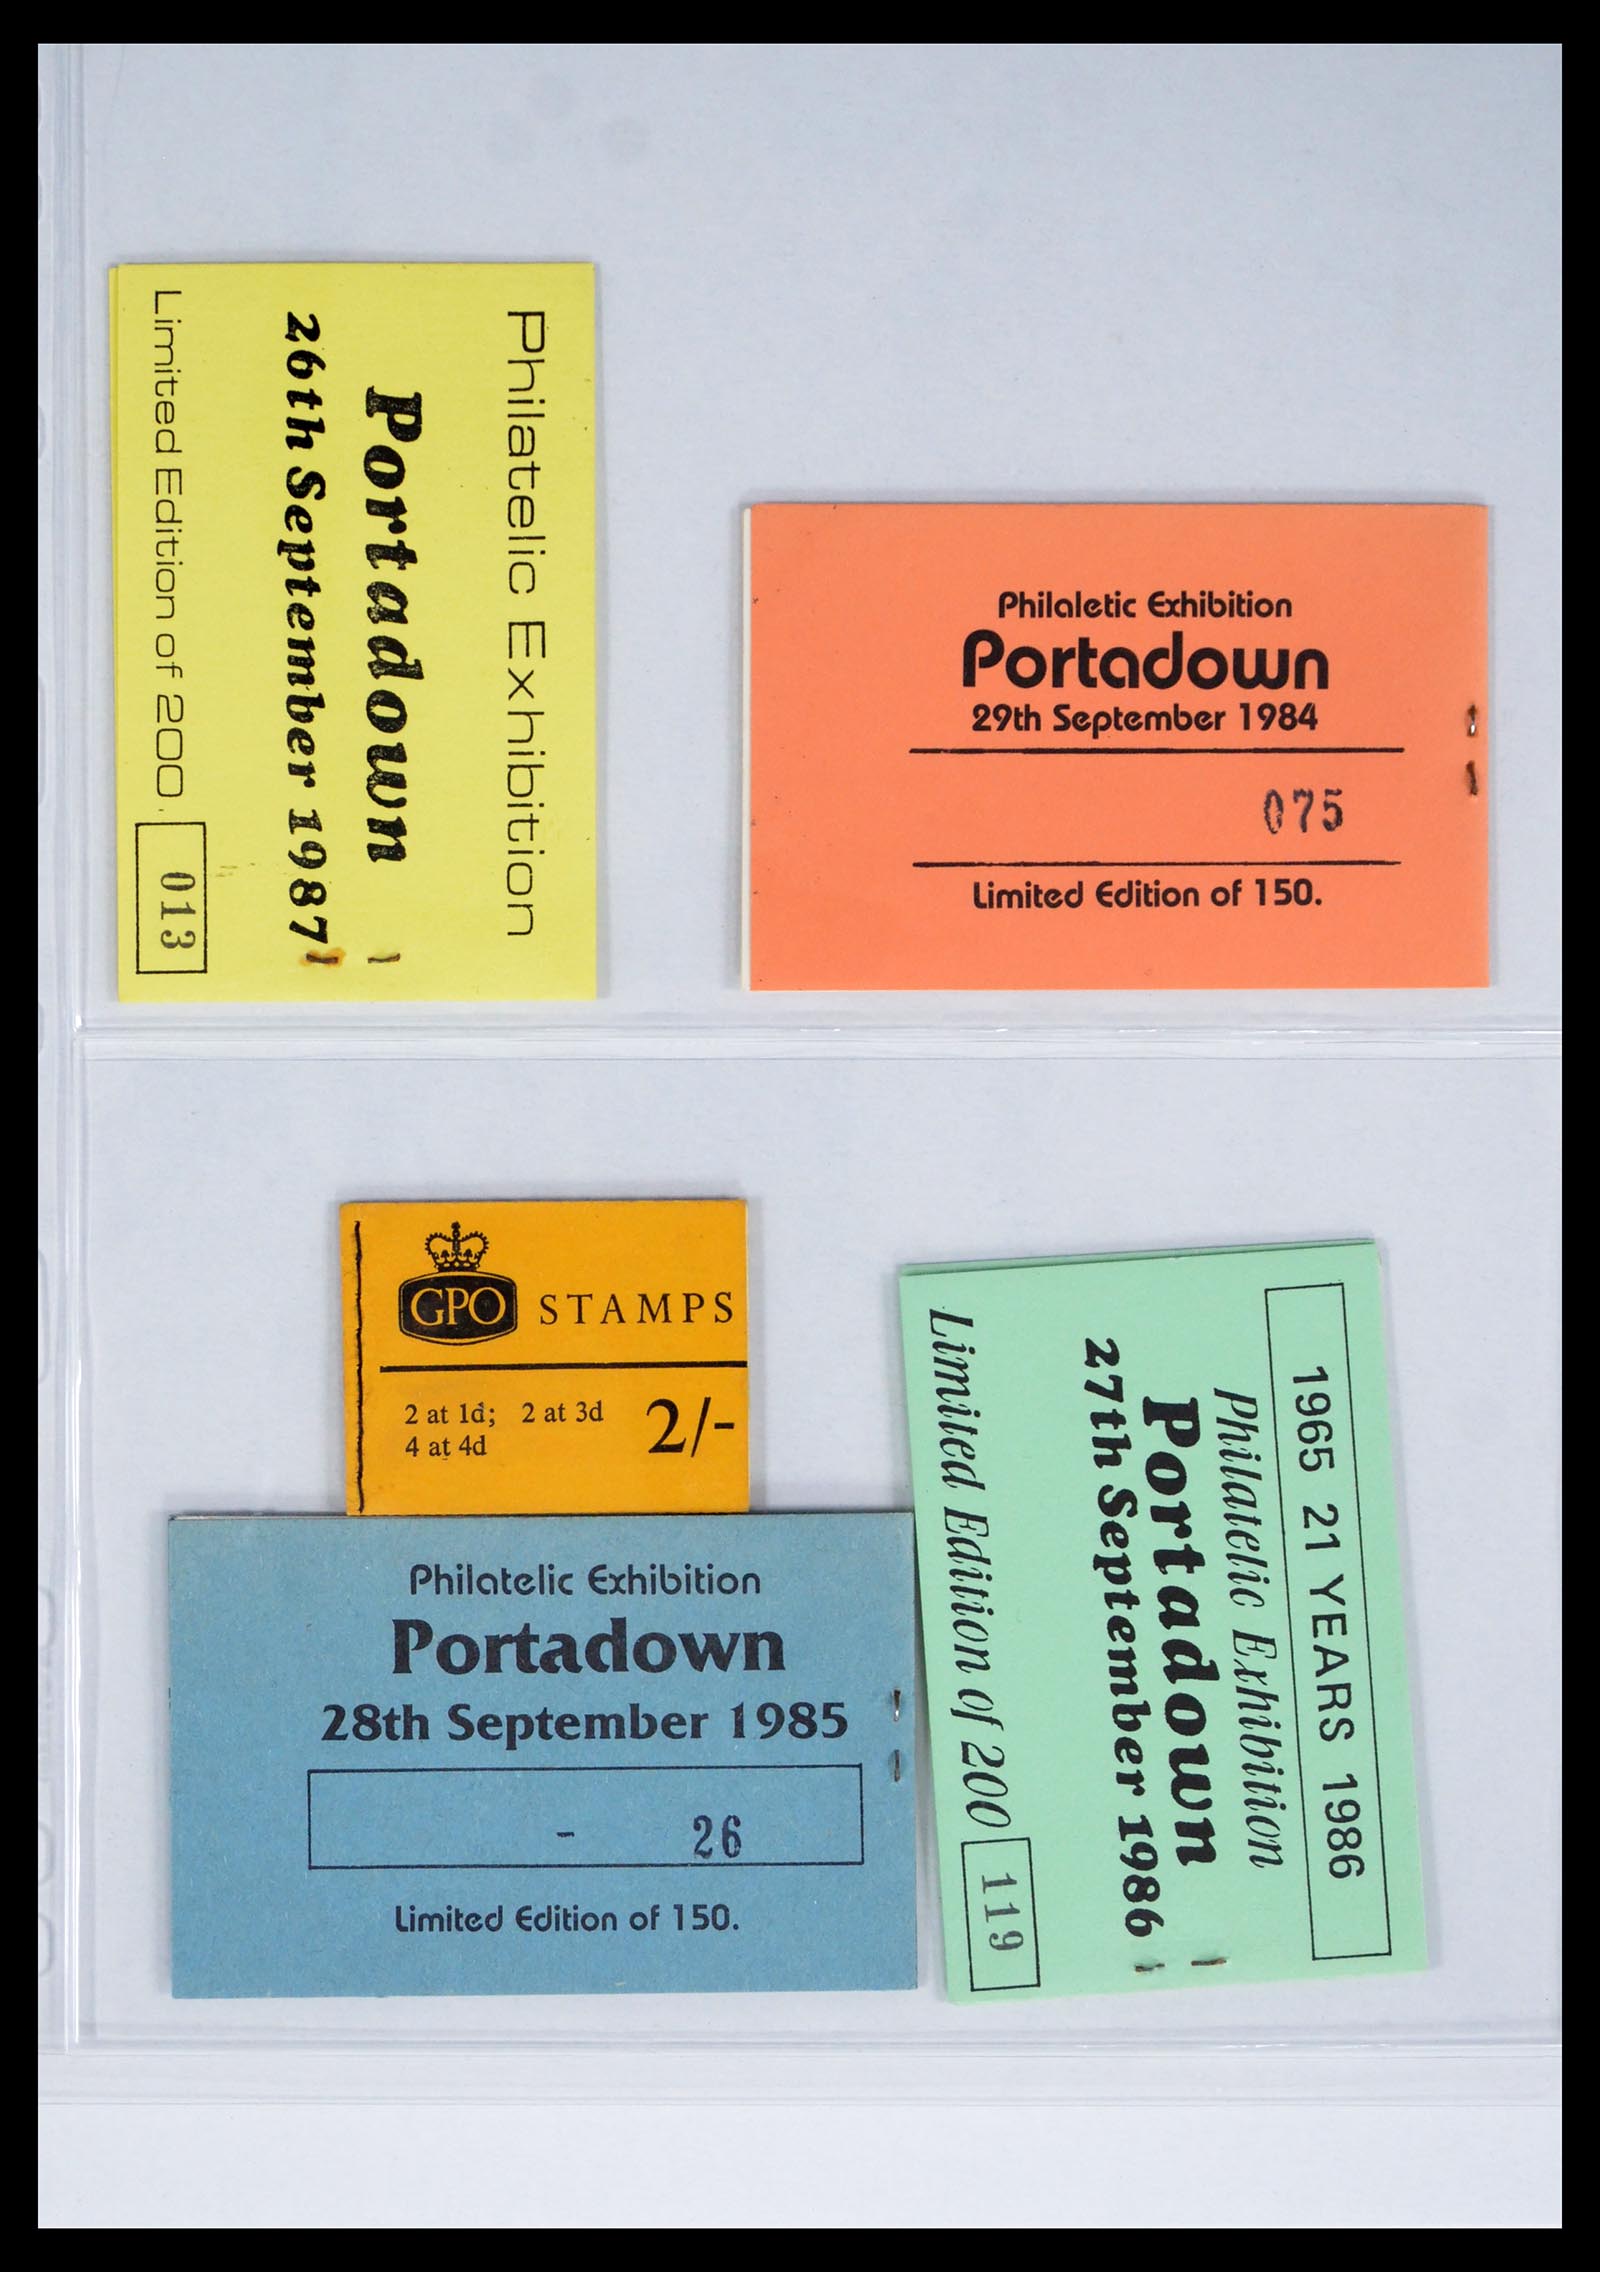 Philatelic Exhibition
Portadown
26th September 1987
Limited Edition of 200.
013
Philaletic Exhibition
Portadown
29th September 1984
075
Limited Edition of 150.
GPO STAMPS
2 at 1d; 2 at 3d
4 at 4d
2/-
Philatelic Exhibition
Portadown
28th September 1985
- 26
Limited Edition of 150.
1965 21 YEARS 1986
Philatelic Exhibition
Portadown
27th September 1986
Limited Edition of 200
119